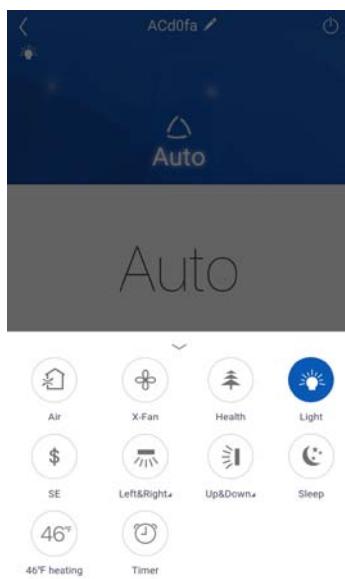 ACd0fa
Auto
Auto
Air X-Fan Health Light
$
SE Left&Right Up&Down Sleep
46°F
46°F heating Timer